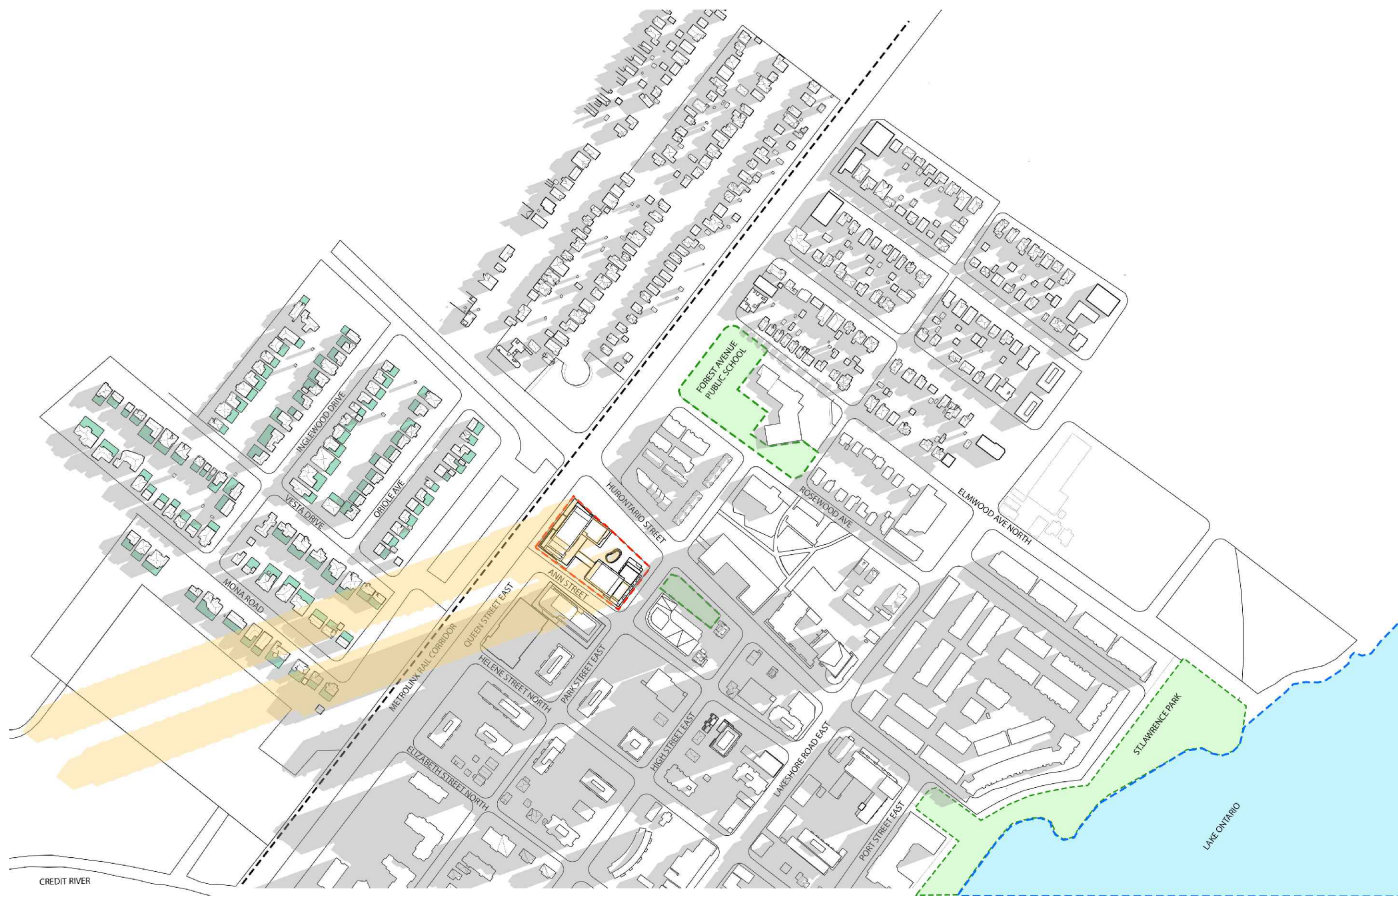 FOREST AVENUE
PUBLIC SCHOOL
INGLEWOOD DRIVE
VESTA DRIVE
ORIOLE AVE
HURONTARIO STREET
ROSEWOOD AVE
ELMWOOD AVE NORTH
MONA ROAD
ANN STREET
QUEEN STREET EAST
METROLINX RAIL CORRIDOR
HELENE STREET NORTH
PARK STREET EAST
ELIZABETH STREET NORTH
HIGH STREET EAST
LAKESHORE ROAD EAST
PORT STREET EAST
ST.LAWRENCE PARK
LAKE ONTARIO
CREDIT RIVER